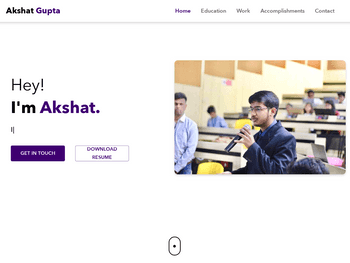 Akshat Gupta
Home Education Work Accomplishments Contact
Hey!
I'm Akshat.
I|
GET IN TOUCH
DOWNLOAD
RESUME